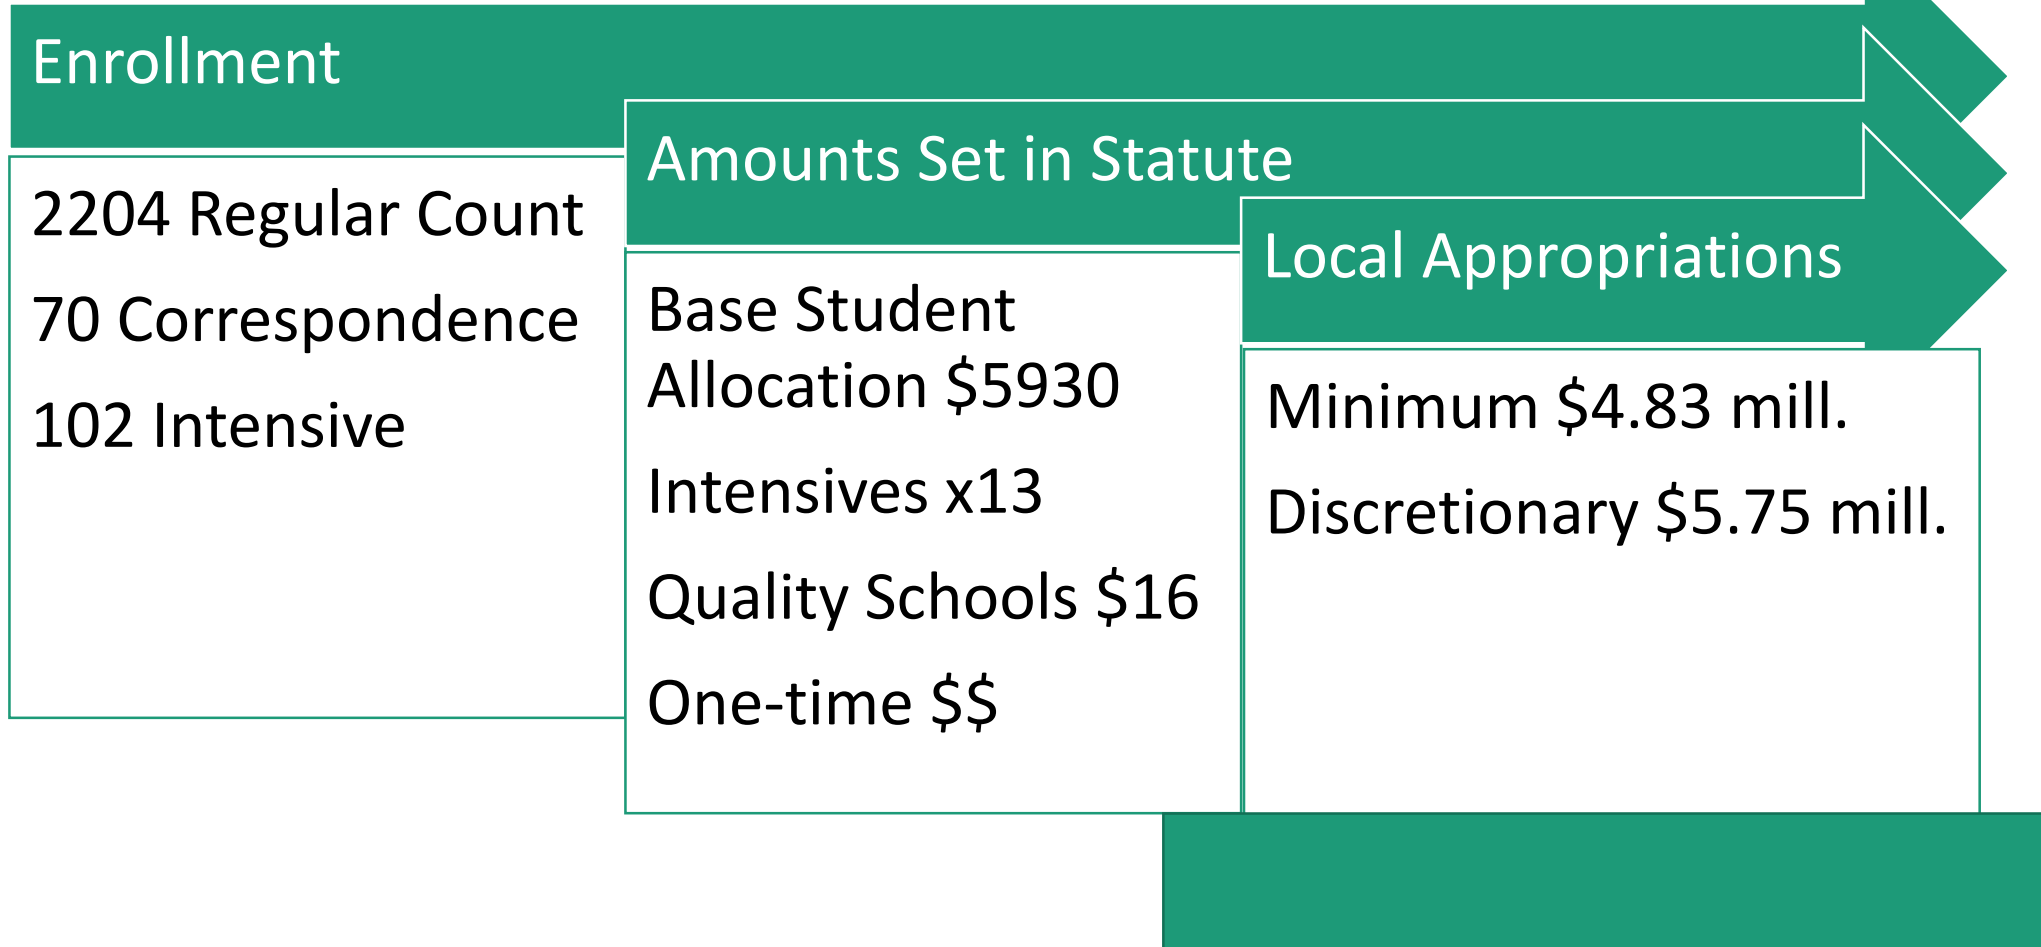 Enrollment
2204 Regular Count
70 Correspondence
102 Intensive
Amounts Set in Statute
Base Student
Allocation $5930
Intensives x13
Quality Schools $16
One-time $$
Local Appropriations
Minimum $4.83 mill.
Discretionary $5.75 mill.